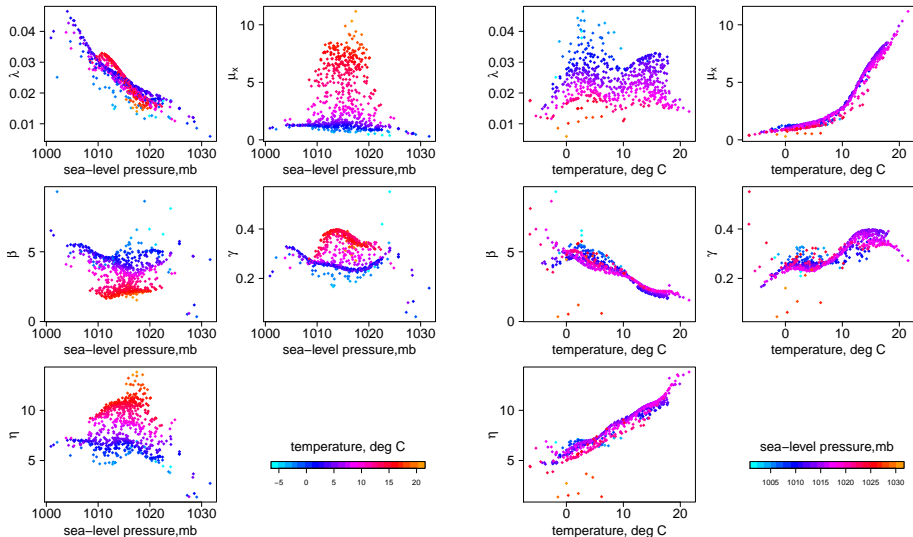 0.04
0.03
0.02
0.01
λ
1000 1010 1020 1030
sea−level pressure,mb
10
5
0
μx
1000 1010 1020 1030
sea−level pressure,mb
0.04
0.03
0.02
0.01
λ
0 10 20
temperature, deg C
10
5
0
μx
0 10 20
temperature, deg C
5
0
β
1000 1010 1020 1030
sea−level pressure,mb
0.4
0.2
γ
1000 1010 1020 1030
sea−level pressure,mb
5
0
β
0 10 20
temperature, deg C
0.4
0.2
γ
0 10 20
temperature, deg C
10
5
η
1000 1010 1020 1030
sea−level pressure,mb
temperature, deg C
−5 0 5 10 15 20
10
5
η
0 10 20
temperature, deg C
sea−level pressure,mb
1005 1010 1015 1020 1025 1030